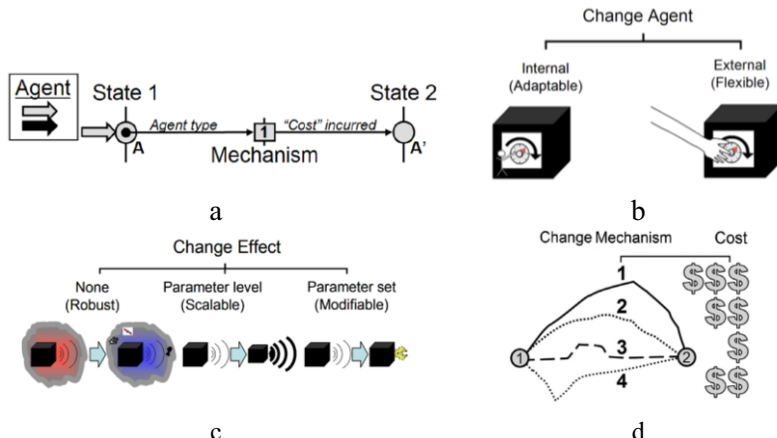 Agent
State 1
State 2
Agent type
1
"Cost" incurred
A
A'
Mechanism
a
Change Agent
Internal
(Adaptable)
External
(Flexible)
b
Change Effect
None
(Robust)
Parameter level
(Scalable)
Parameter set
(Modifiable)
c
Change Mechanism
Cost
1
$$$
2
$$
3
$
4
$$
1
2
d